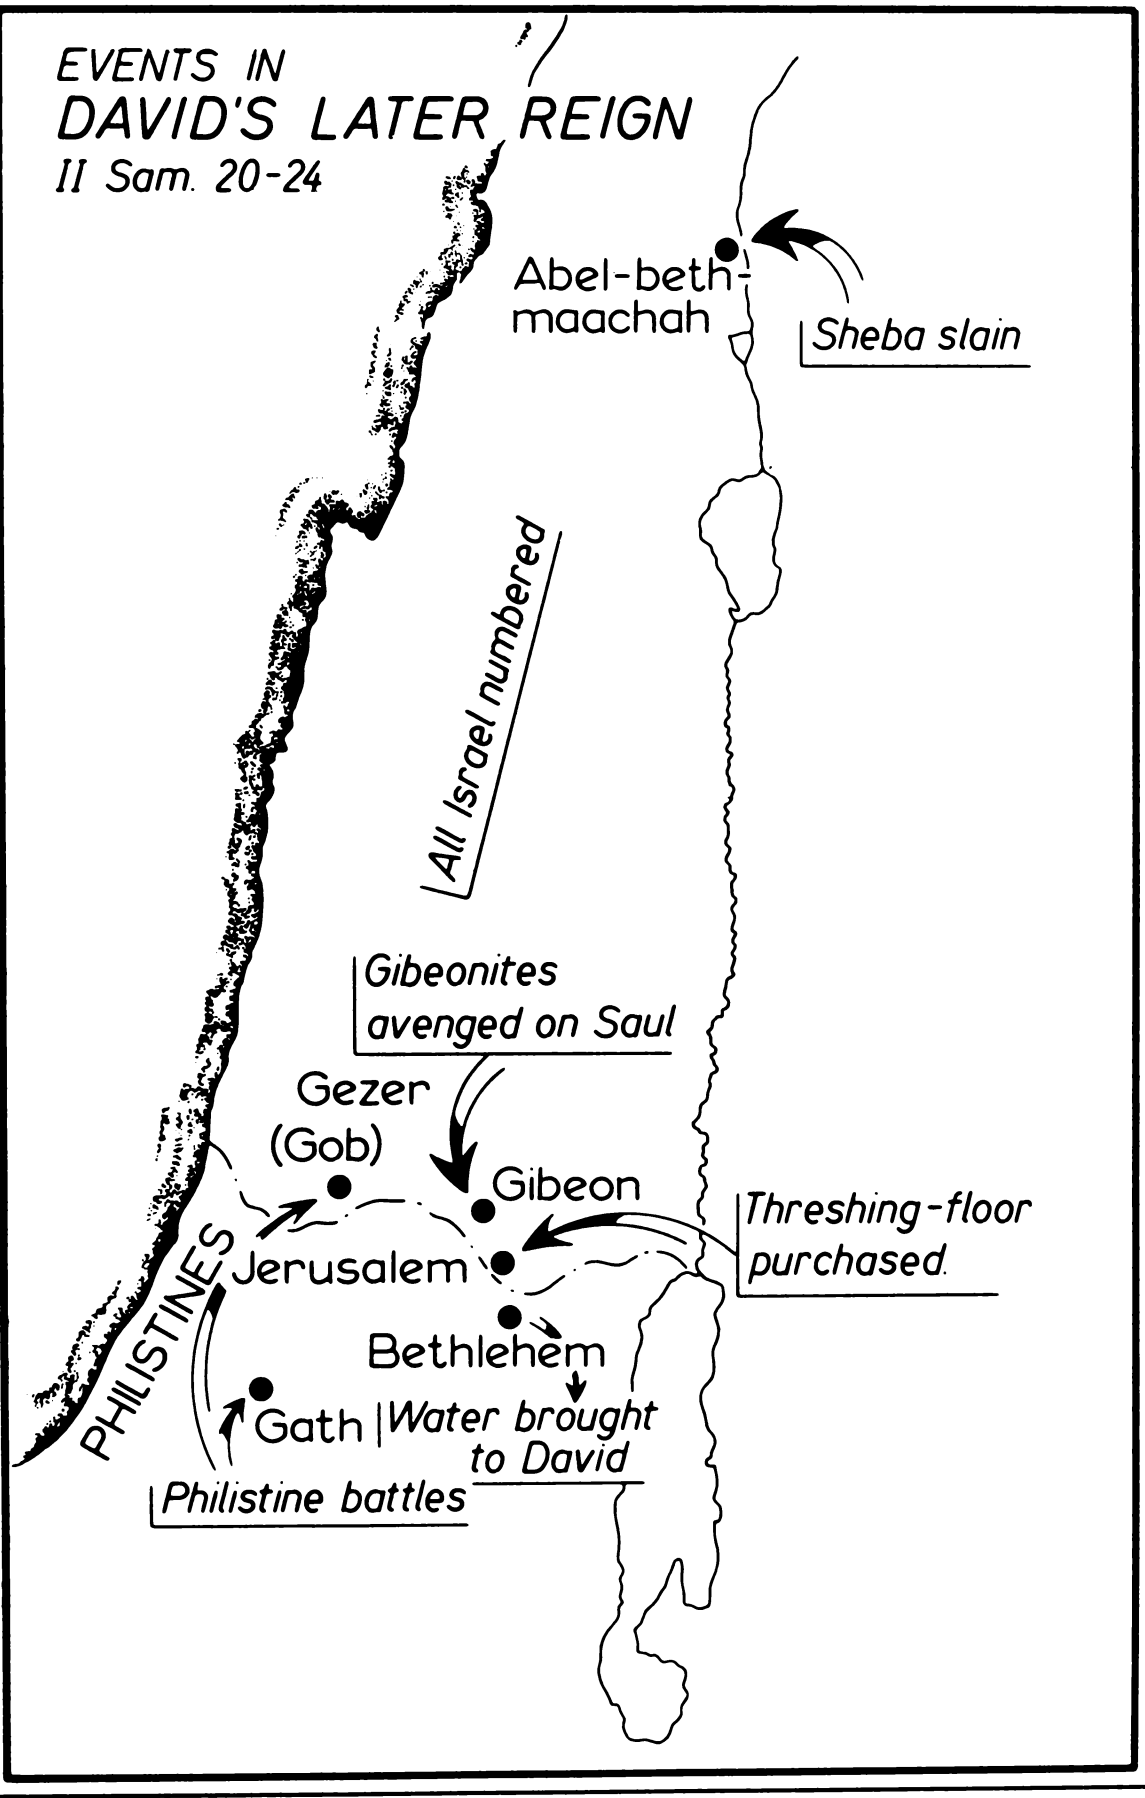 EVENTS IN
DAVID'S LATER REIGN
II Sam. 20-24
Abel-beth-
maachah
Sheba slain
All Israel numbered
Gibeonites
avenged on Saul
Gezer
(Gob)
Gibeon
Threshing-floor
purchased.
Jerusalem
PHILISTINES
Bethlehem
Gath
Water brought
to David
Philistine battles